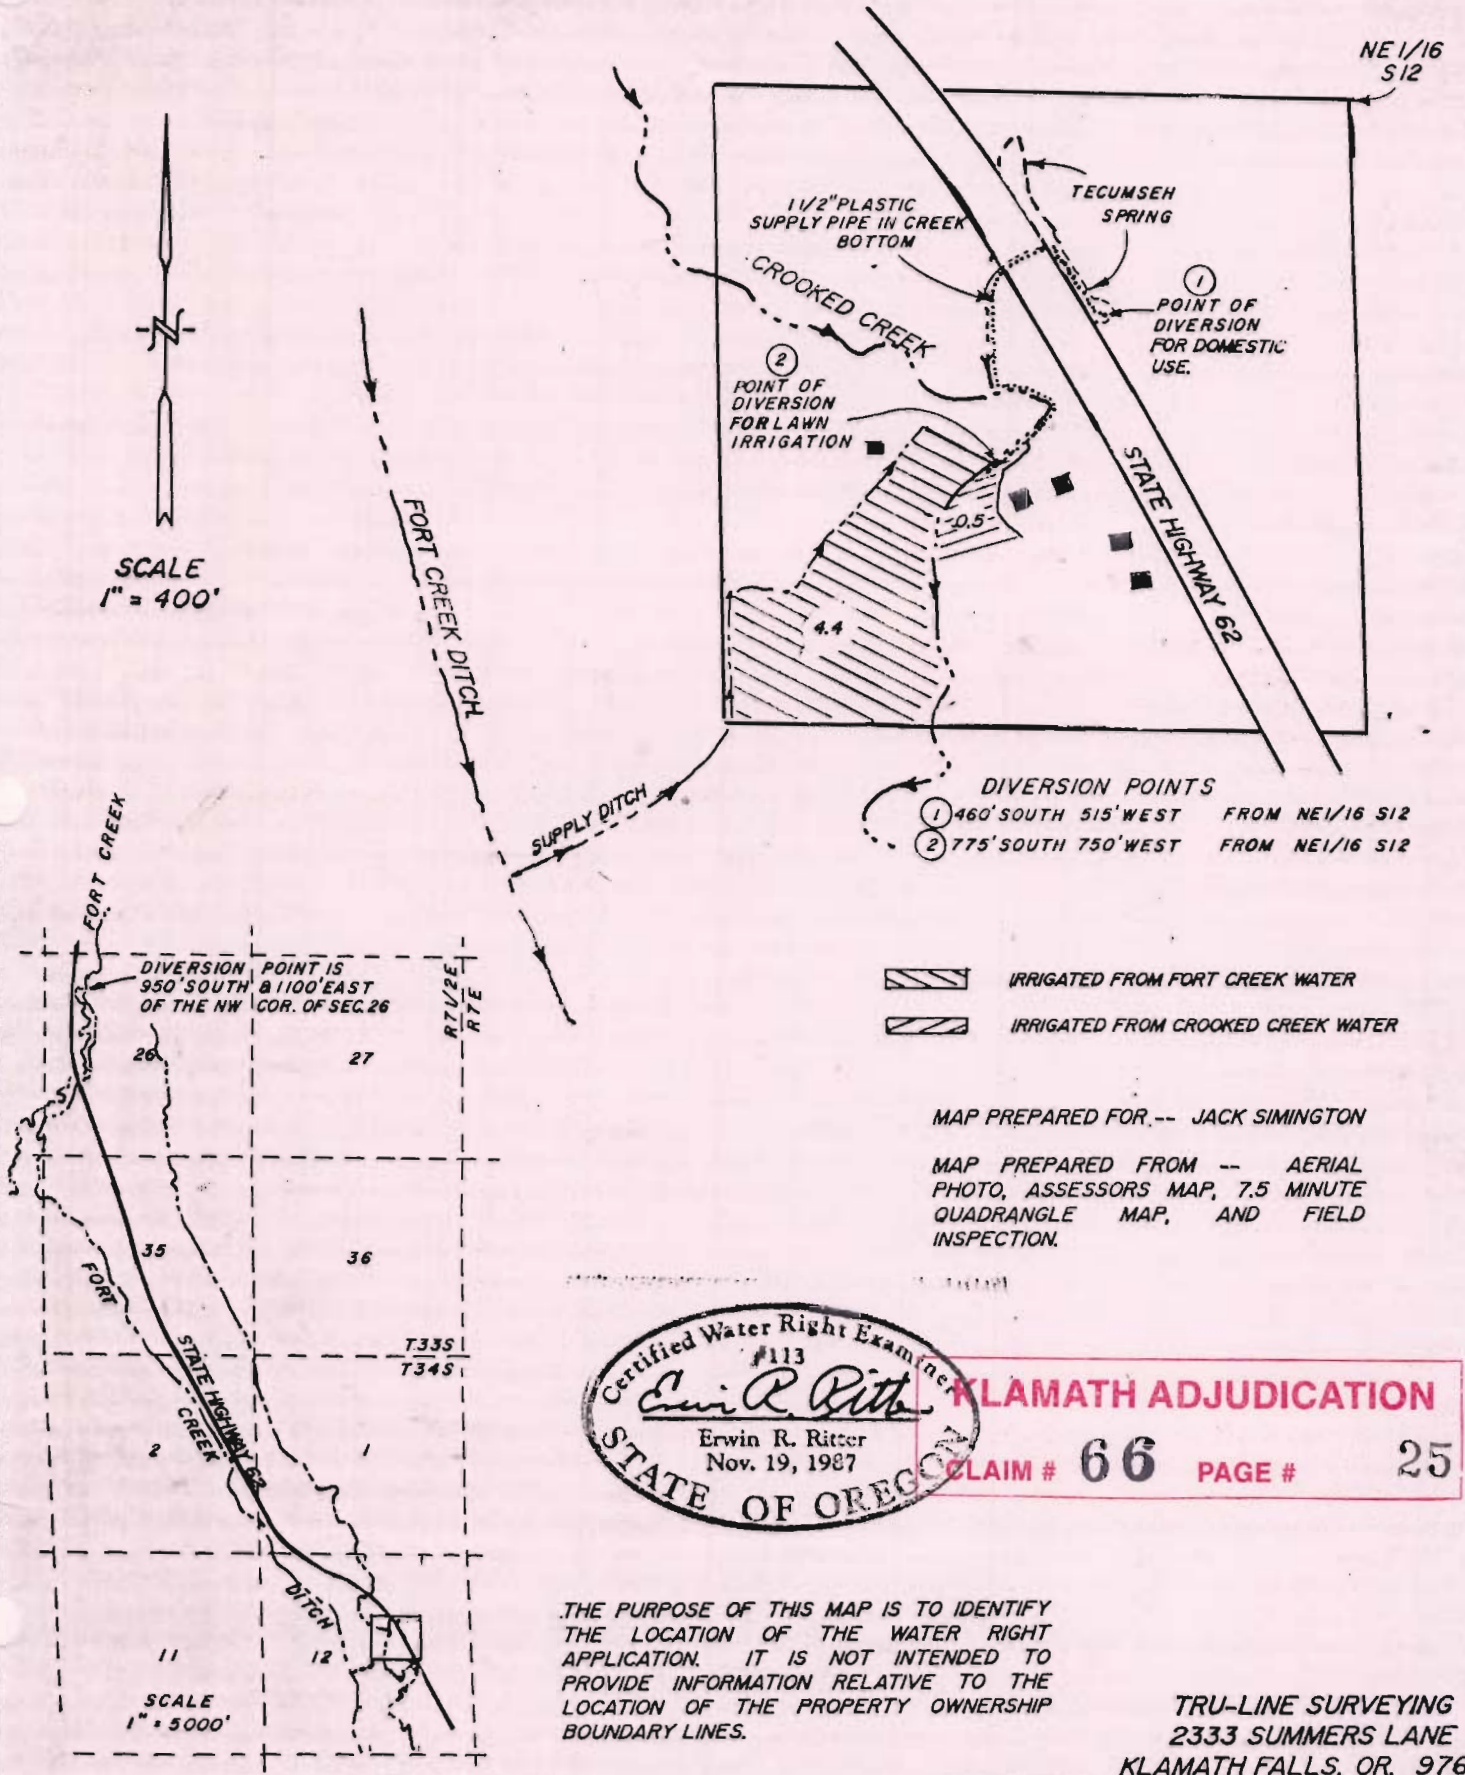 NE 1/16
S12
TECUMSEH
SPRING
1 1/2" PLASTIC
SUPPLY PIPE IN CREEK
BOTTOM
CROOKED CREEK
1
POINT OF
DIVERSION
FOR DOMESTIC
USE.
2
POINT OF
DIVERSION
FOR LAWN
IRRIGATION
N
SCALE
1" = 400'
FORT CREEK DITCH
STATE HIGHWAY 62
0.5
4.4
SUPPLY DITCH
DIVERSION POINTS
1 460' SOUTH 515' WEST FROM NE1/16 S12
2 775' SOUTH 750' WEST FROM NE1/16 S12
FORT CREEK
DIVERSION POINT IS
950' SOUTH & 1100' EAST
OF THE NW COR. OF SEC. 26
R7 1/2E
R7E
26
27
IRRIGATED FROM FORT CREEK WATER
IRRIGATED FROM CROOKED CREEK WATER
MAP PREPARED FOR -- JACK SIMINGTON
MAP PREPARED FROM -- AERIAL
PHOTO, ASSESSORS MAP, 7.5 MINUTE
QUADRANGLE MAP, AND FIELD
INSPECTION.
35
36
FORT
CREEK
DITCH
STATE HIGHWAY 62
T33S
T34S
2
1
11
12
SCALE
1" = 5000'
Certified Water Right Examiner
#113
Erwin R. Ritter
Erwin R. Ritter
Nov. 19, 1987
STATE OF OREGON
KLAMATH ADJUDICATION
CLAIM # 66 PAGE # 25
THE PURPOSE OF THIS MAP IS TO IDENTIFY
THE LOCATION OF THE WATER RIGHT
APPLICATION. IT IS NOT INTENDED TO
PROVIDE INFORMATION RELATIVE TO THE
LOCATION OF THE PROPERTY OWNERSHIP
BOUNDARY LINES.
TRU-LINE SURVEYING
2333 SUMMERS LANE
KLAMATH FALLS, OR. 976